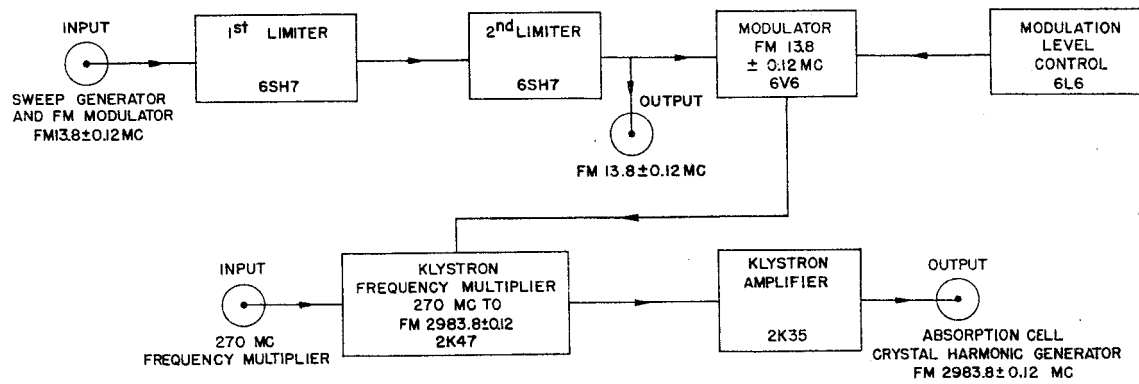 INPUT
SWEEP GENERATOR
AND FM MODULATOR
FM13.8±0.12MC
1st LIMITER
6SH7
2nd LIMITER
6SH7
OUTPUT
FM 13.8±0.12MC
MODULATOR
FM 13.8
± 0.12 MC
6V6
MODULATION
LEVEL
CONTROL
6L6
INPUT
270 MC
FREQUENCY MULTIPLIER
KLYSTRON
FREQUENCY MULTIPLIER
270 MC TO
FM 2983.8±0.12
2K47
KLYSTRON
AMPLIFIER
2K35
OUTPUT
ABSORPTION CELL
CRYSTAL HARMONIC GENERATOR
FM 2983.8±0.12 MC